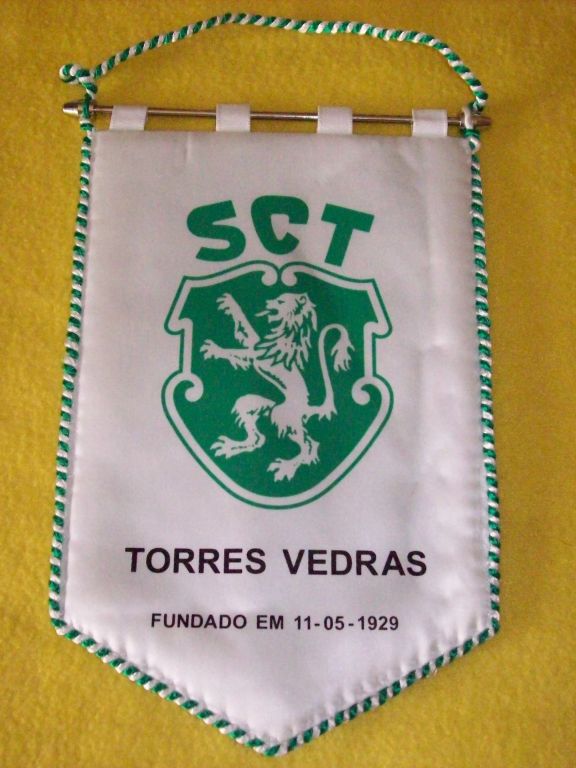 SCT
TORRES VEDRAS
FUNDADO EM 11-05-1929